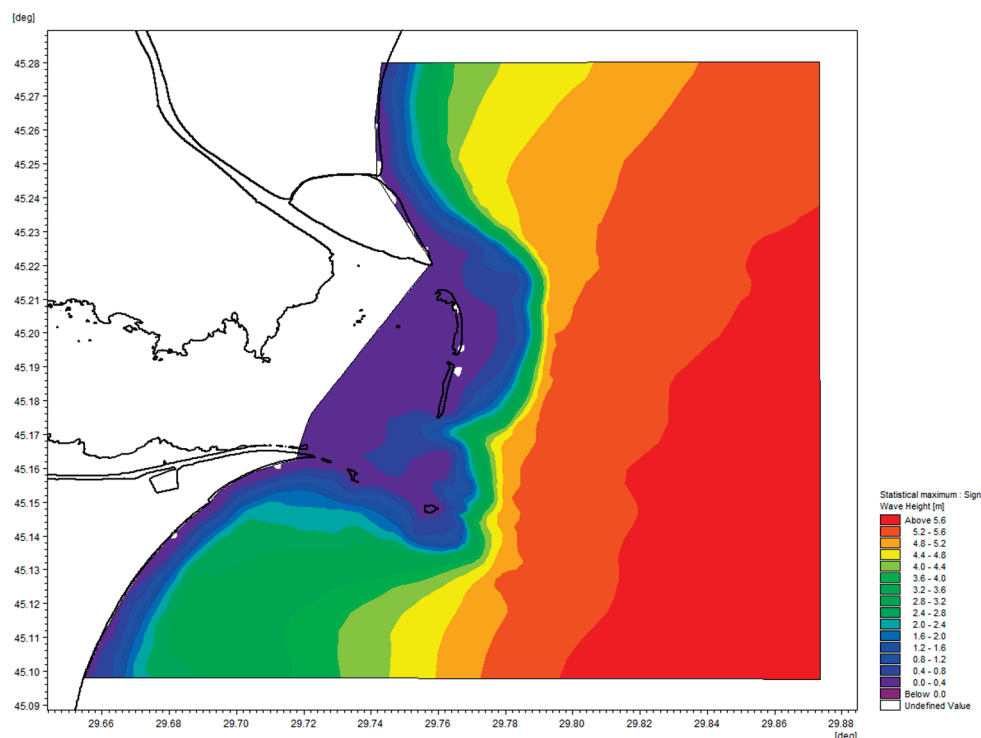 [deg]
45.28
45.27
45.26
45.25
45.24
45.23
45.22
45.21
45.20
45.19
45.18
45.17
45.16
45.15
45.14
45.13
45.12
45.11
45.10
45.09
29.66 29.68 29.70 29.72 29.74 29.76 29.78 29.80 29.82 29.84 29.86 29.88
[deg]
Statistical maximum : Sign
Wave Height [m]
Above 5.6
5.2 - 5.6
4.8 - 5.2
4.4 - 4.8
4.0 - 4.4
3.6 - 4.0
3.2 - 3.6
2.8 - 3.2
2.4 - 2.8
2.0 - 2.4
1.6 - 2.0
1.2 - 1.6
0.8 - 1.2
0.4 - 0.8
0.0 - 0.4
Below 0.0
Undefined Value